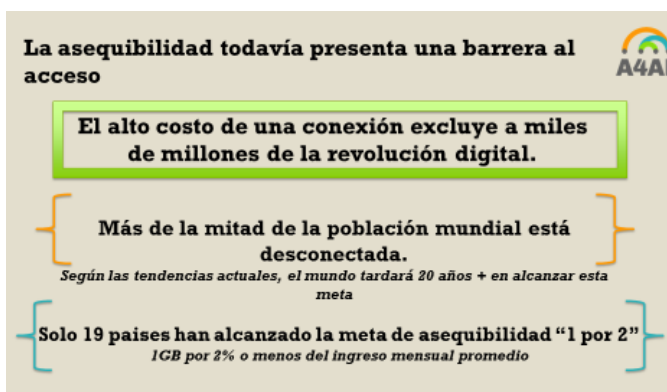 La asequibilidad todavía presenta una barrera al
acceso
A4AI
El alto costo de una conexión excluye a miles
de millones de la revolución digital.
Más de la mitad de la población mundial está
desconectada.
Según las tendencias actuales, el mundo tardará 20 años + en alcanzar esta
meta
Solo 19 paises han alcanzado la meta de asequibilidad “1 por 2”
1GB por 2% o menos del ingreso mensual promedio